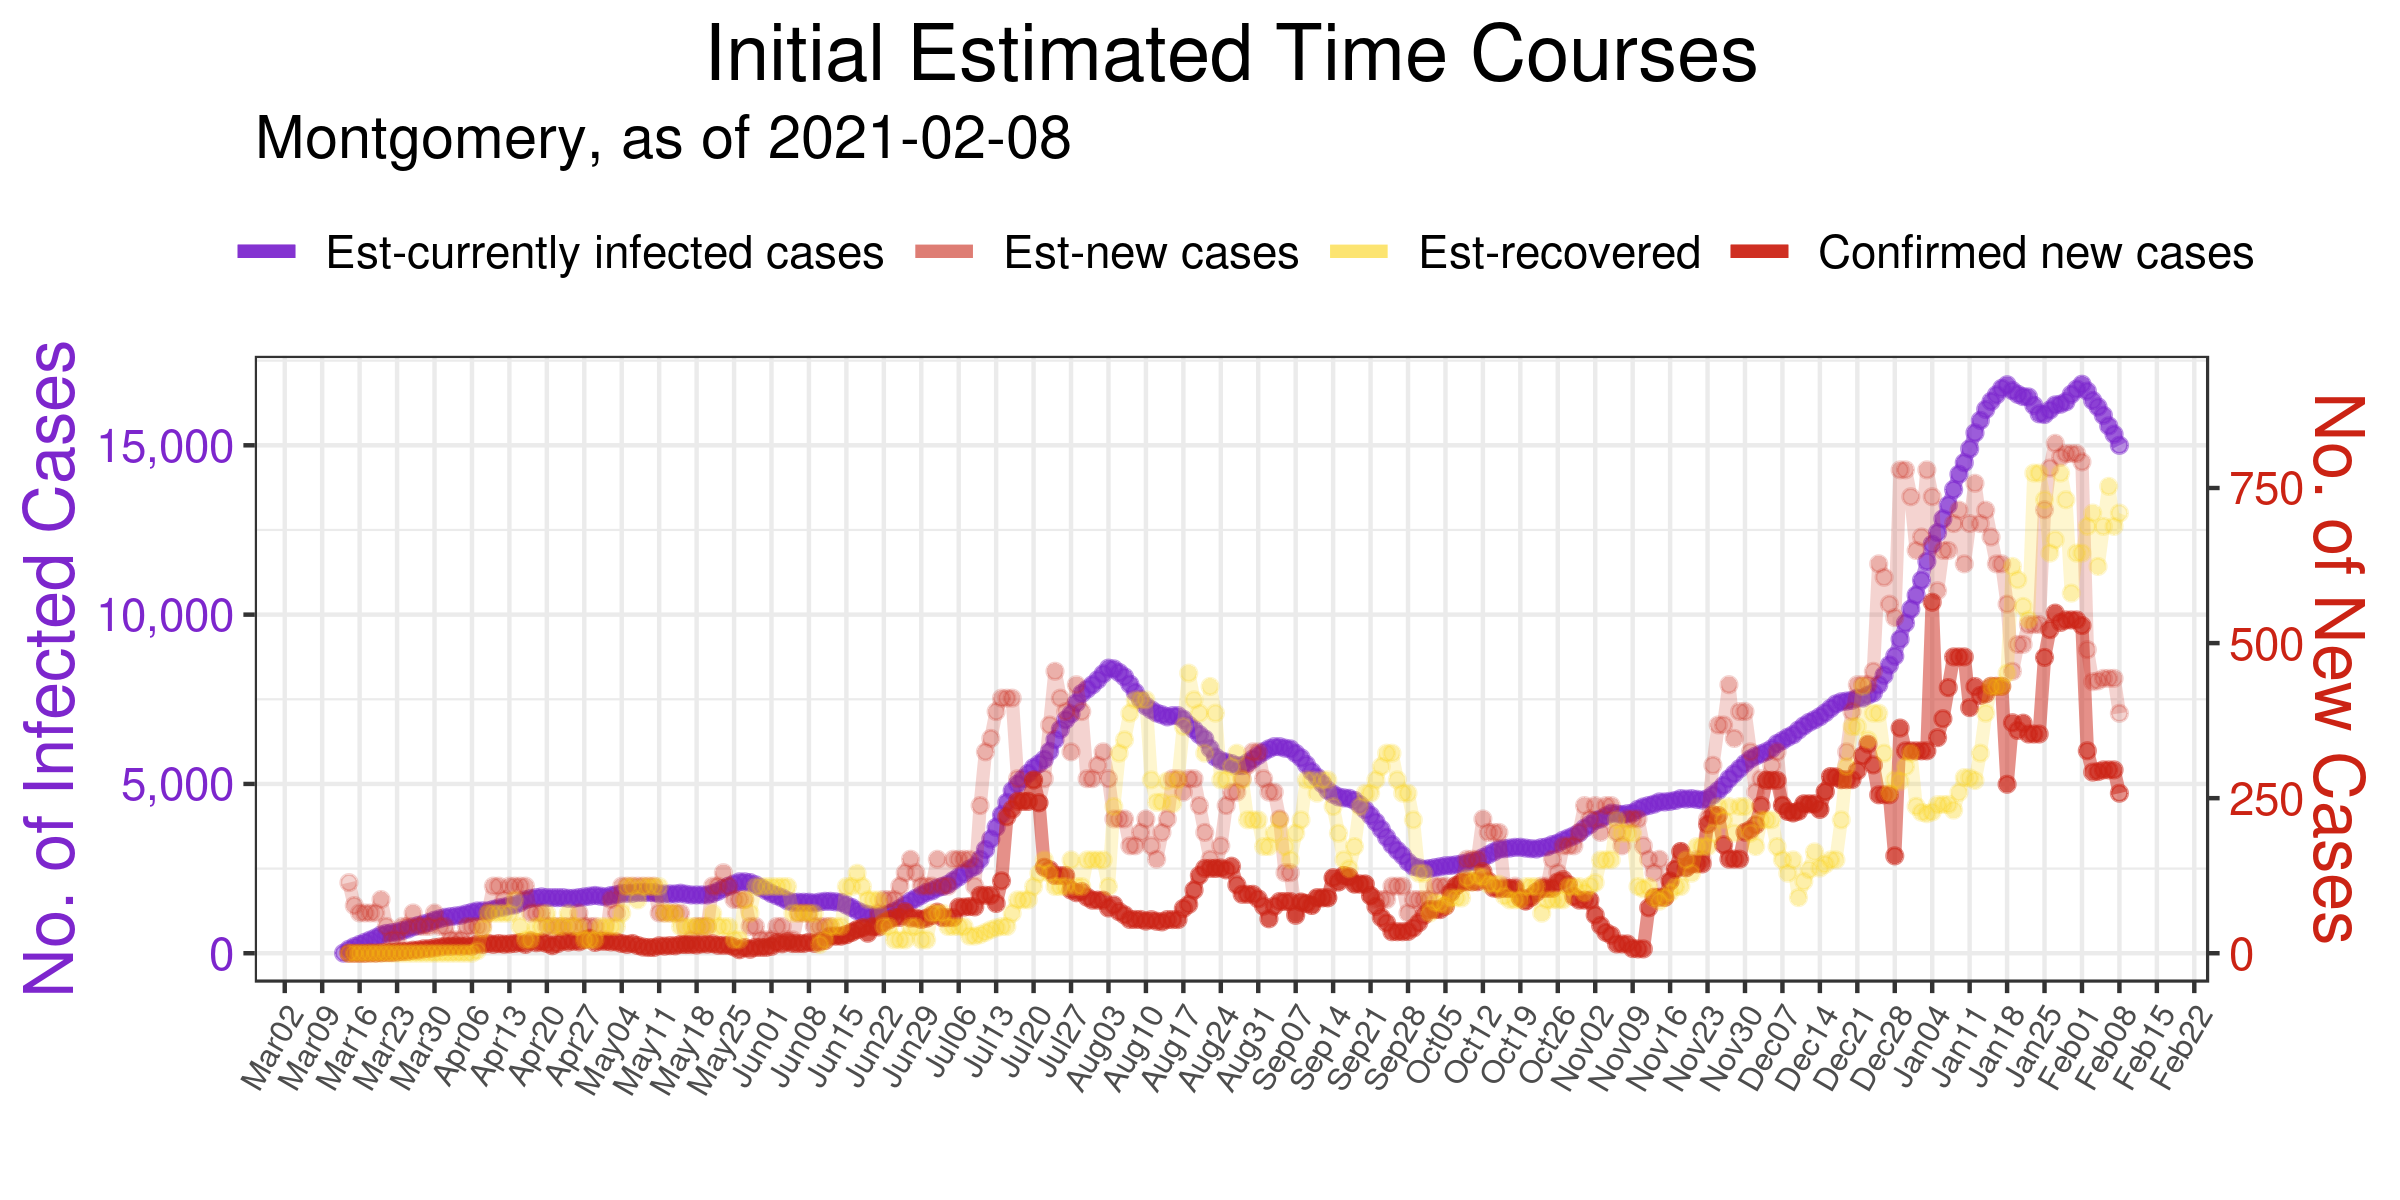 Initial Estimated Time Courses
Montgomery, as of 2021-02-08
Est-currently infected cases
Est-new cases
Est-recovered
Confirmed new cases
No. of Infected Cases
15,000
10,000
5,000
0
750
500
250
0
No. of New Cases
Mar02
Mar09
Mar16
Mar23
Mar30
Apr06
Apr13
Apr20
Apr27
May04
May11
May18
May25
Jun01
Jun08
Jun15
Jun22
Jun29
Jul06
Jul13
Jul20
Jul27
Aug03
Aug10
Aug17
Aug24
Aug31
Sep07
Sep14
Sep21
Sep28
Oct05
Oct12
Oct19
Oct26
Nov02
Nov09
Nov16
Nov23
Nov30
Dec07
Dec14
Dec21
Dec28
Jan04
Jan11
Jan18
Jan25
Feb01
Feb08
Feb15
Feb22